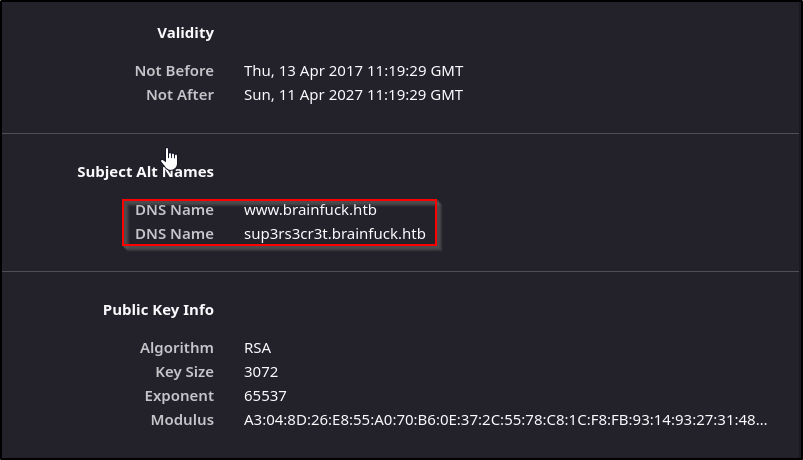 Validity
Not Before Thu, 13 Apr 2017 11:19:29 GMT
Not After Sun, 11 Apr 2027 11:19:29 GMT
Subject Alt Names
DNS Name www.brainfuck.htb
DNS Name sup3rs3cr3t.brainfuck.htb
Public Key Info
Algorithm RSA
Key Size 3072
Exponent 65537
Modulus A3:04:8D:26:E8:55:A0:70:B6:0E:37:2C:55:78:C8:1C:F8:FB:93:14:93:27:31:48...